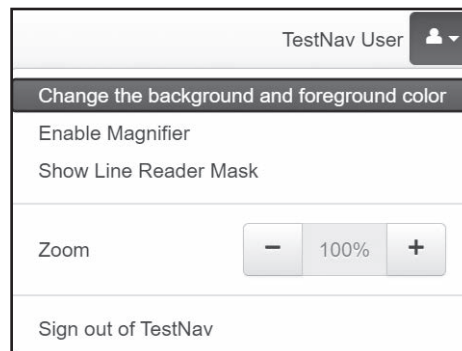 TestNav User
Change the background and foreground color
Enable Magnifier
Show Line Reader Mask
Zoom − 100% +
Sign out of TestNav